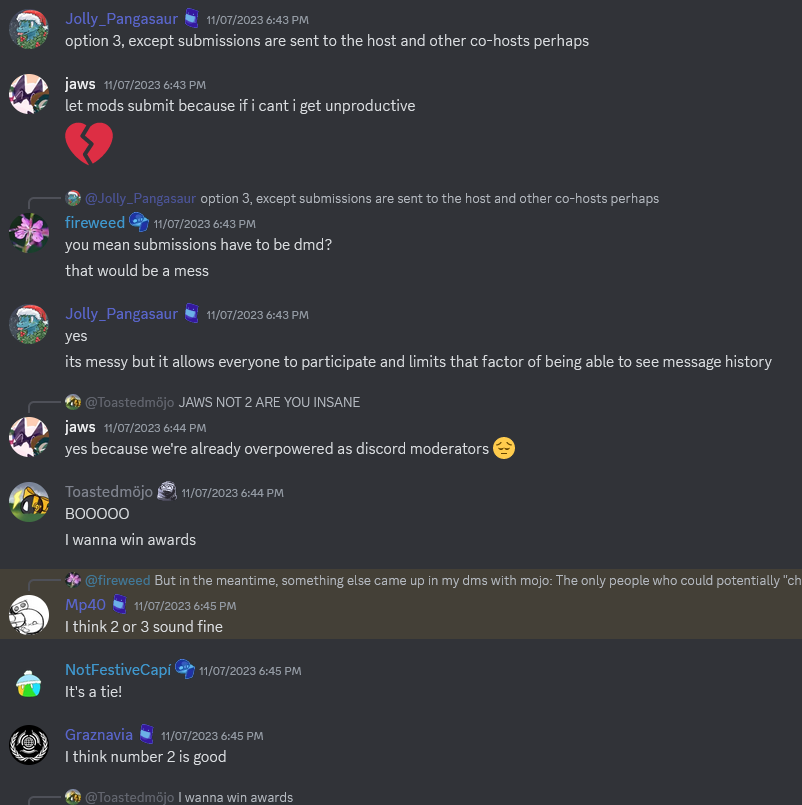 Jolly_Pangasaur 11/07/2023 6:43 PM
option 3, except submissions are sent to the host and other co-hosts perhaps
jaws 11/07/2023 6:43 PM
let mods submit because if i cant i get unproductive
@Jolly_Pangasaur option 3, except submissions are sent to the host and other co-hosts perhaps
fireweed 11/07/2023 6:43 PM
you mean submissions have to be dmd?
that would be a mess
Jolly_Pangasaur 11/07/2023 6:43 PM
yes
its messy but it allows everyone to participate and limits that factor of being able to see message history
@Toastedmöjo JAWS NOT 2 ARE YOU INSANE
jaws 11/07/2023 6:44 PM
yes because we're already overpowered as discord moderators
Toastedmöjo 11/07/2023 6:44 PM
BOOOOO
I wanna win awards
@fireweed But in the meantime, something else came up in my dms with mojo: The only people who could potentially "ch
Mp40 11/07/2023 6:45 PM
I think 2 or 3 sound fine
NotFestiveCapi 11/07/2023 6:45 PM
It's a tie!
Graznavia 11/07/2023 6:45 PM
I think number 2 is good
@Toastedmöjo I wanna win awards